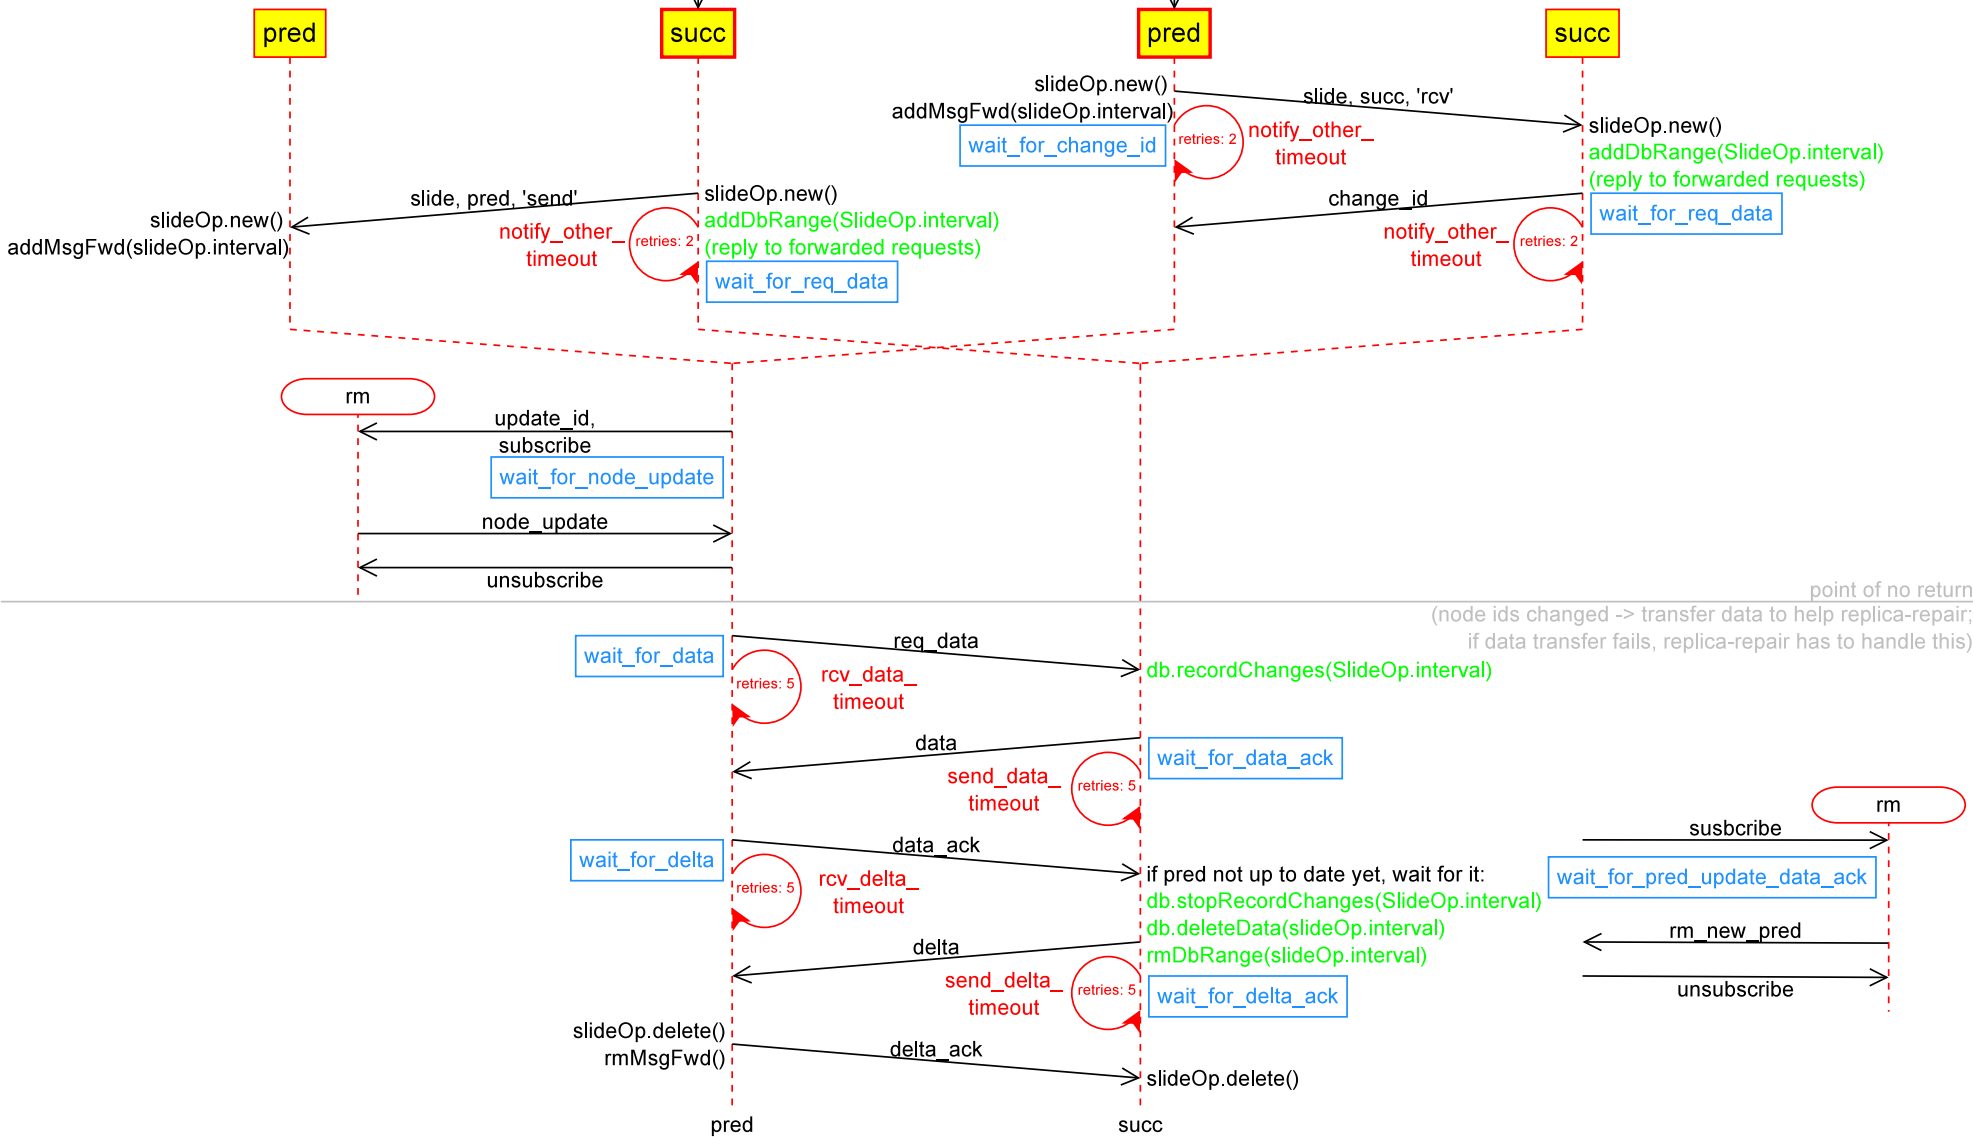 pred
succ
pred
succ
slideOp.new()
addMsgFwd(slideOp.interval)
wait_for_change_id
retries: 2
notify_other_
timeout
slide, succ, 'rcv'
slideOp.new()
addDbRange(SlideOp.interval)
(reply to forwarded requests)
wait_for_req_data
change_id
notify_other_
timeout
retries: 2
slide, pred, 'send'
slideOp.new()
addMsgFwd(slideOp.interval)
notify_other_
timeout
retries: 2
slideOp.new()
addDbRange(SlideOp.interval)
(reply to forwarded requests)
wait_for_req_data
rm
update_id,
subscribe
wait_for_node_update
node_update
unsubscribe
point of no return
(node ids changed -> transfer data to help replica-repair;
if data transfer fails, replica-repair has to handle this)
wait_for_data
req_data
retries: 5
rcv_data_
timeout
db.recordChanges(SlideOp.interval)
data
wait_for_data_ack
send_data_
timeout
retries: 5
rm
susbcribe
wait_for_delta
data_ack
retries: 5
rcv_delta_
timeout
if pred not up to date yet, wait for it:
db.stopRecordChanges(SlideOp.interval)
db.deleteData(slideOp.interval)
rmDbRange(slideOp.interval)
wait_for_pred_update_data_ack
rm_new_pred
unsubscribe
delta
send_delta_
timeout
retries: 5
wait_for_delta_ack
slideOp.delete()
rmMsgFwd()
delta_ack
slideOp.delete()
pred
succ